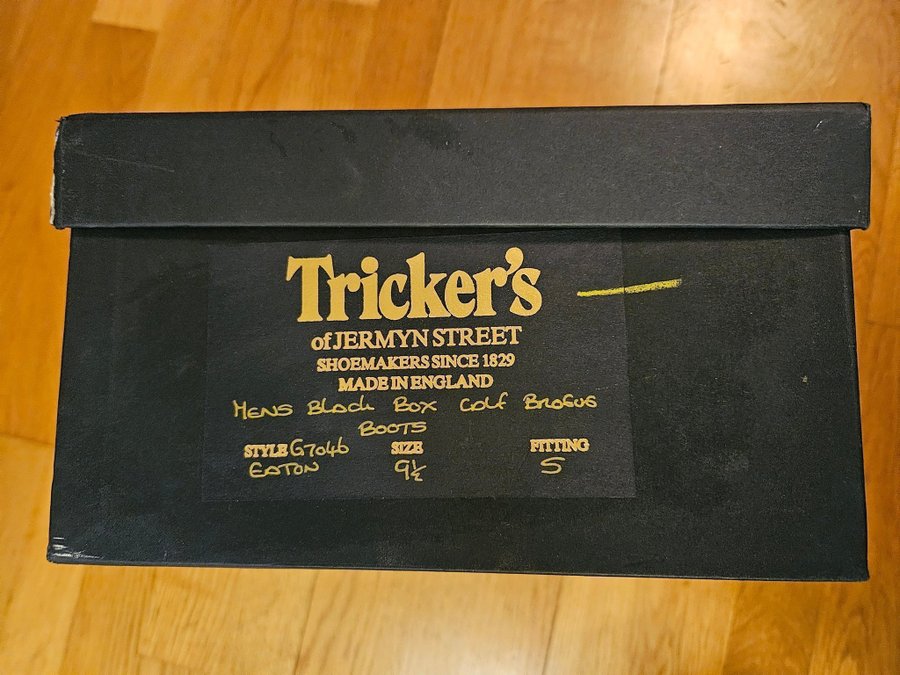 Tricker's
of JERMYN STREET
SHOEMAKERS SINCE 1829
MADE IN ENGLAND
MENS BLACK BOX CALF BROGUS
BOOTS
STYLE G7046 SIZE FITTING
EATON 9½ 5